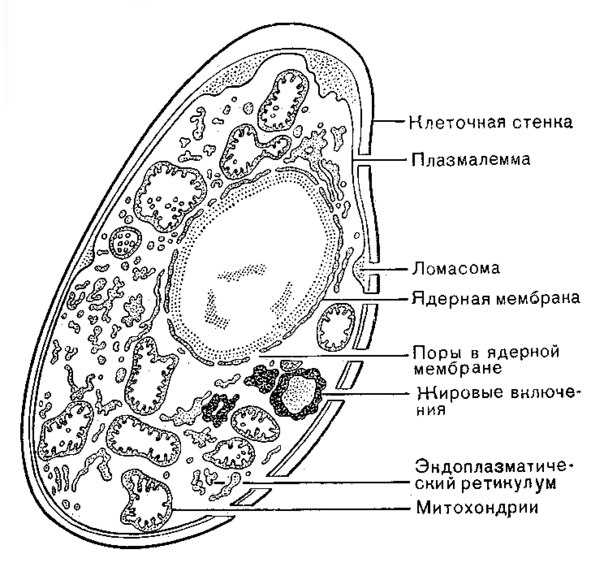 Клеточная стенка
Плазмалемма
Ломасома
Ядерная мембрана
Поры в ядерной
мембране
Жировые включе-
ния
Эндоплазматиче-
ский ретикулум
Митохондрии